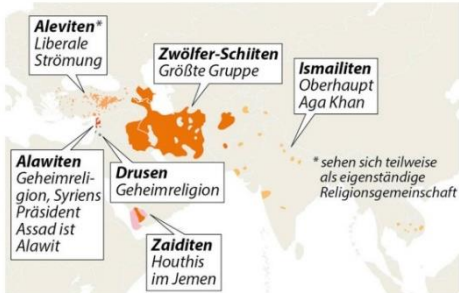 Aleviten*
Liberale
Strömung
Zwölfer-Schiiten
Größte Gruppe
Ismailiten
Oberhaupt
Aga Khan
Alawiten
Geheimreli-
gion, Syriens
Präsident
Assad ist
Alawit
Drusen
Geheimreligion
* sehen sich teilweise
als eigenständige
Religionsgemeinschaft
Zaiditen
Houthis
im Jemen